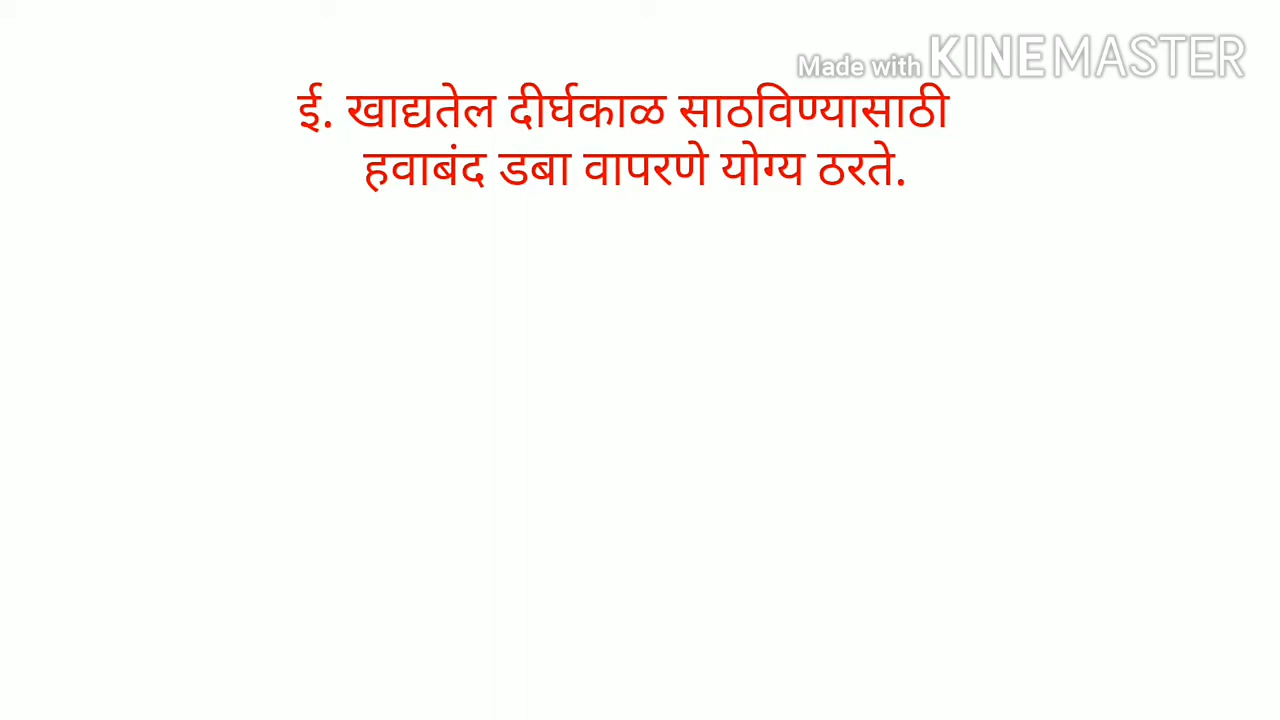 Made with KINEMASTER
ई. खाद्यतेल दीर्घकाळ साठविण्यासाठी
हवाबंद डबा वापरणे योग्य ठरते.